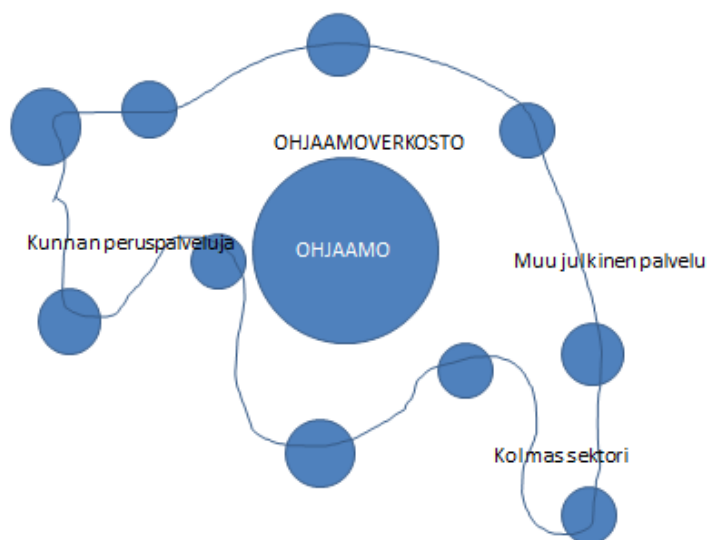 OHJAAMOVERKOSTO
Kunnan peruspalveluja
OHJAAMO
Muu julkinen palvelu
Kolmas sektori